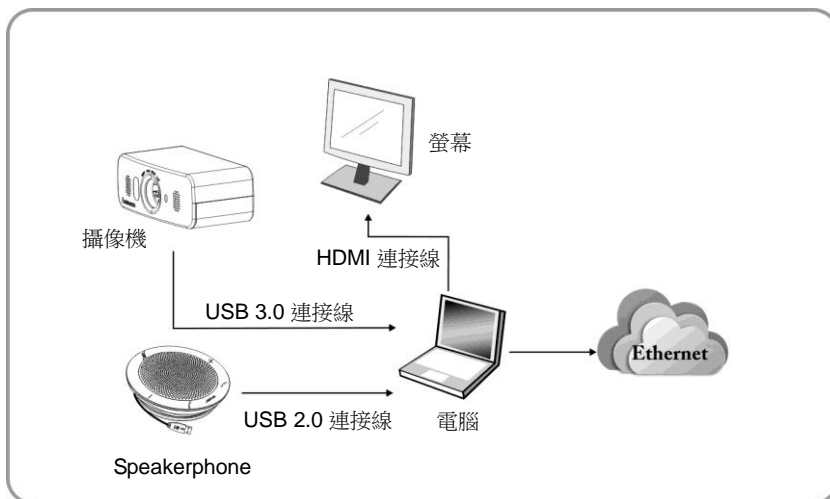 螢幕
攝像機
HDMI 連接線
USB 3.0 連接線
Ethernet
USB 2.0 連接線
電腦
Speakerphone